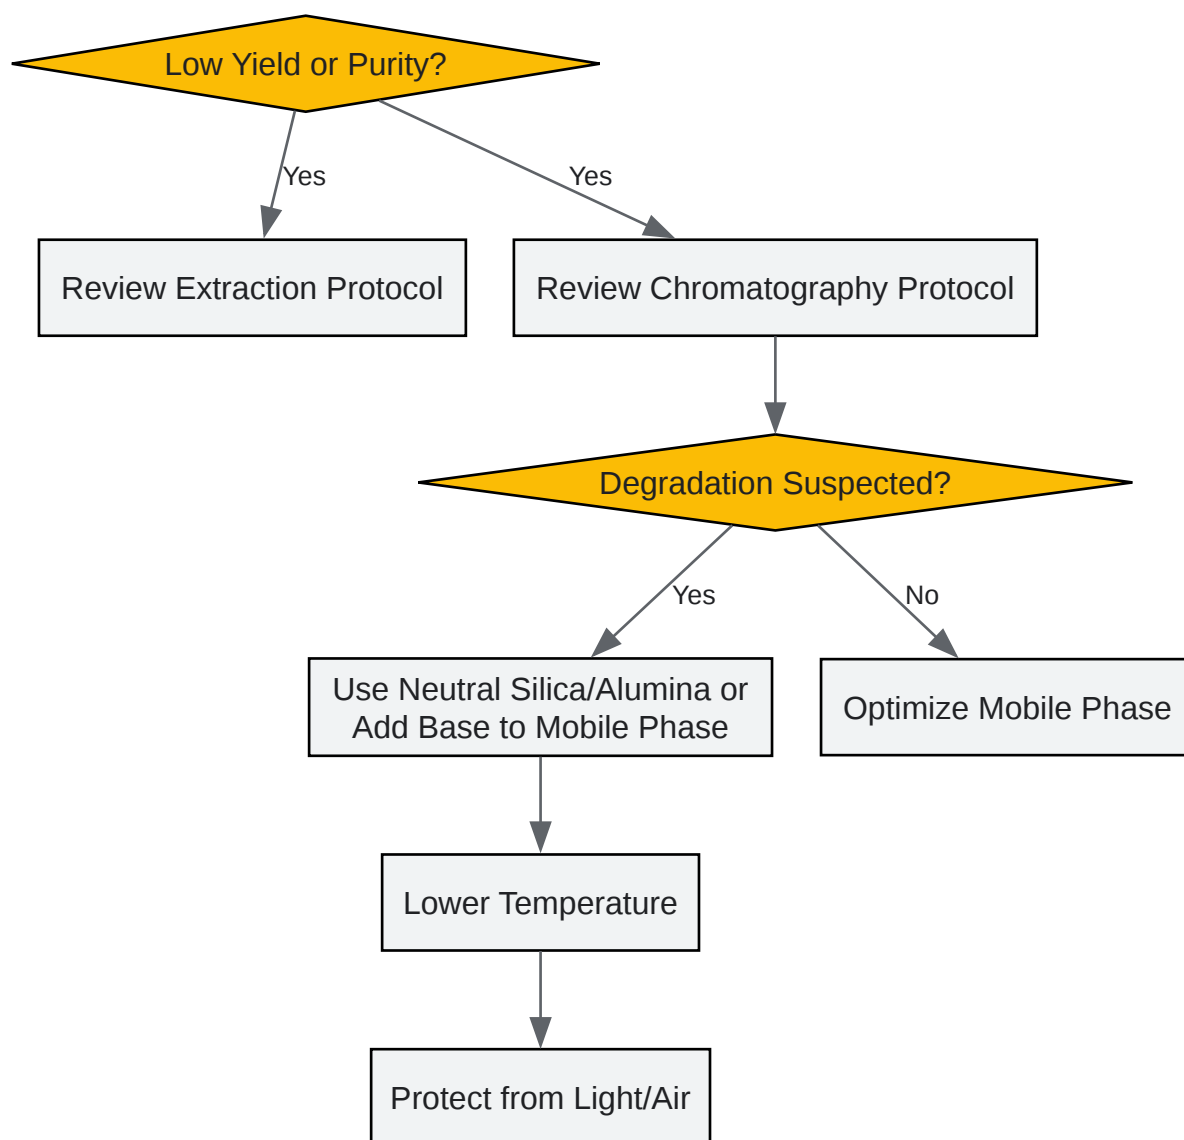 Low Yield or Purity?
Yes
Yes
Review Extraction Protocol
Review Chromatography Protocol
Degradation Suspected?
Yes
No
Use Neutral Silica/Alumina or
Add Base to Mobile Phase
Optimize Mobile Phase
Lower Temperature
Protect from Light/Air